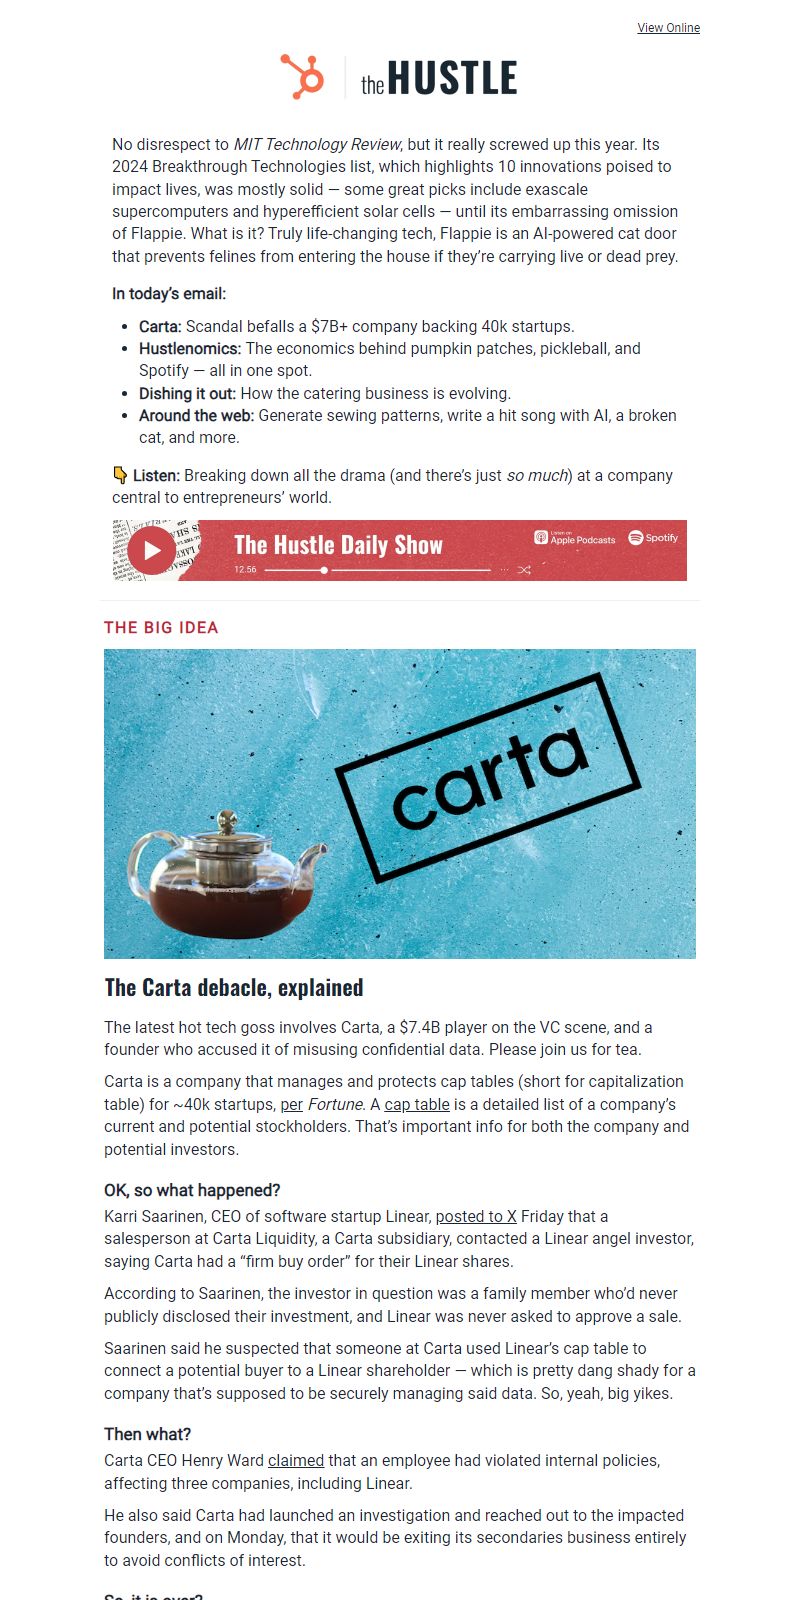 View Online
the HUSTLE
No disrespect to MIT Technology Review, but it really screwed up this year. Its
2024 Breakthrough Technologies list, which highlights 10 innovations poised to
impact lives, was mostly solid — some great picks include exascale
supercomputers and hyperefficient solar cells — until its embarrassing omission
of Flappie. What is it? Truly life-changing tech, Flappie is an AI-powered cat door
that prevents felines from entering the house if they’re carrying live or dead prey.
In today’s email:
• Carta: Scandal befalls a $7B+ company backing 40k startups.
• Hustlenomics: The economics behind pumpkin patches, pickleball, and
Spotify — all in one spot.
• Dishing it out: How the catering business is evolving.
• Around the web: Generate sewing patterns, write a hit song with AI, a broken
cat, and more.
👇 Listen: Breaking down all the drama (and there’s just so much) at a company
central to entrepreneurs’ world.
The Hustle Daily Show
Listen on
Apple Podcasts
Spotify
12:56
THE BIG IDEA
carta
The Carta debacle, explained
The latest hot tech goss involves Carta, a $7.4B player on the VC scene, and a
founder who accused it of misusing confidential data. Please join us for tea.
Carta is a company that manages and protects cap tables (short for capitalization
table) for ~40k startups, per Fortune. A cap table is a detailed list of a company’s
current and potential stockholders. That’s important info for both the company and
potential investors.
OK, so what happened?
Karri Saarinen, CEO of software startup Linear, posted to X Friday that a
salesperson at Carta Liquidity, a Carta subsidiary, contacted a Linear angel investor,
saying Carta had a “firm buy order” for their Linear shares.
According to Saarinen, the investor in question was a family member who’d never
publicly disclosed their investment, and Linear was never asked to approve a sale.
Saarinen said he suspected that someone at Carta used Linear’s cap table to
connect a potential buyer to a Linear shareholder — which is pretty dang shady for a
company that’s supposed to be securely managing said data. So, yeah, big yikes.
Then what?
Carta CEO Henry Ward claimed that an employee had violated internal policies,
affecting three companies, including Linear.
He also said Carta had launched an investigation and reached out to the impacted
founders, and on Monday, that it would be exiting its secondaries business entirely
to avoid conflicts of interest.
So, it is over?